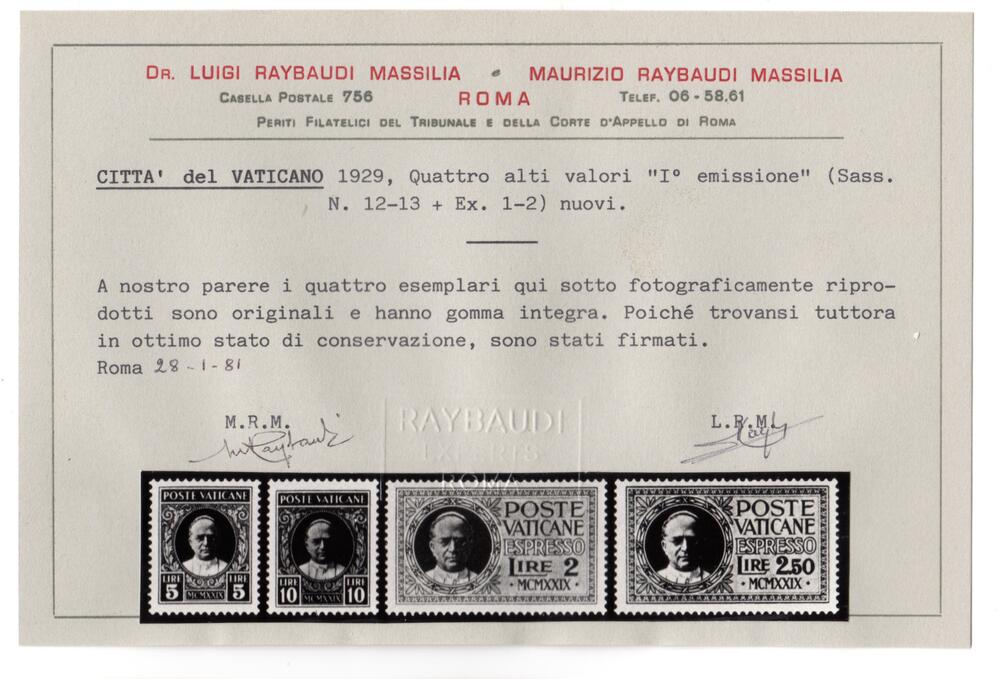 DR. LUIGI RAYBAUDI MASSILIA e MAURIZIO RAYBAUDI MASSILIA
CASELLA POSTALE 756 ROMA TELEF. 06-58.61
PERITI FILATELICI DEL TRIBUNALE E DELLA CORTE D'APPELLO DI ROMA
CITTA' del VATICANO 1929, Quattro alti valori "I° emissione" (Sass.
N. 12-13 + Ex. 1-2) nuovi.
A nostro parere i quattro esemplari qui sotto fotograficamente ripro-
dotti sono originali e hanno gomma integra. Poiché trovansi tuttora
in ottimo stato di conservazione, sono stati firmati.
Roma 28-1-81
M.R.M. L.R.M.
RAYBAUDI
EXPERTS
ROMA
POSTE VATICANE
LIRE 5 LIRE 5
MCMXXIX
POSTE VATICANE
LIRE 10 LIRE 10
MCMXXIX
POSTE
VATICANE
ESPRESSO
LIRE 2
·MCMXXIX·
POSTE
VATICANE
ESPRESSO
LIRE 2.50
·MCMXXIX·